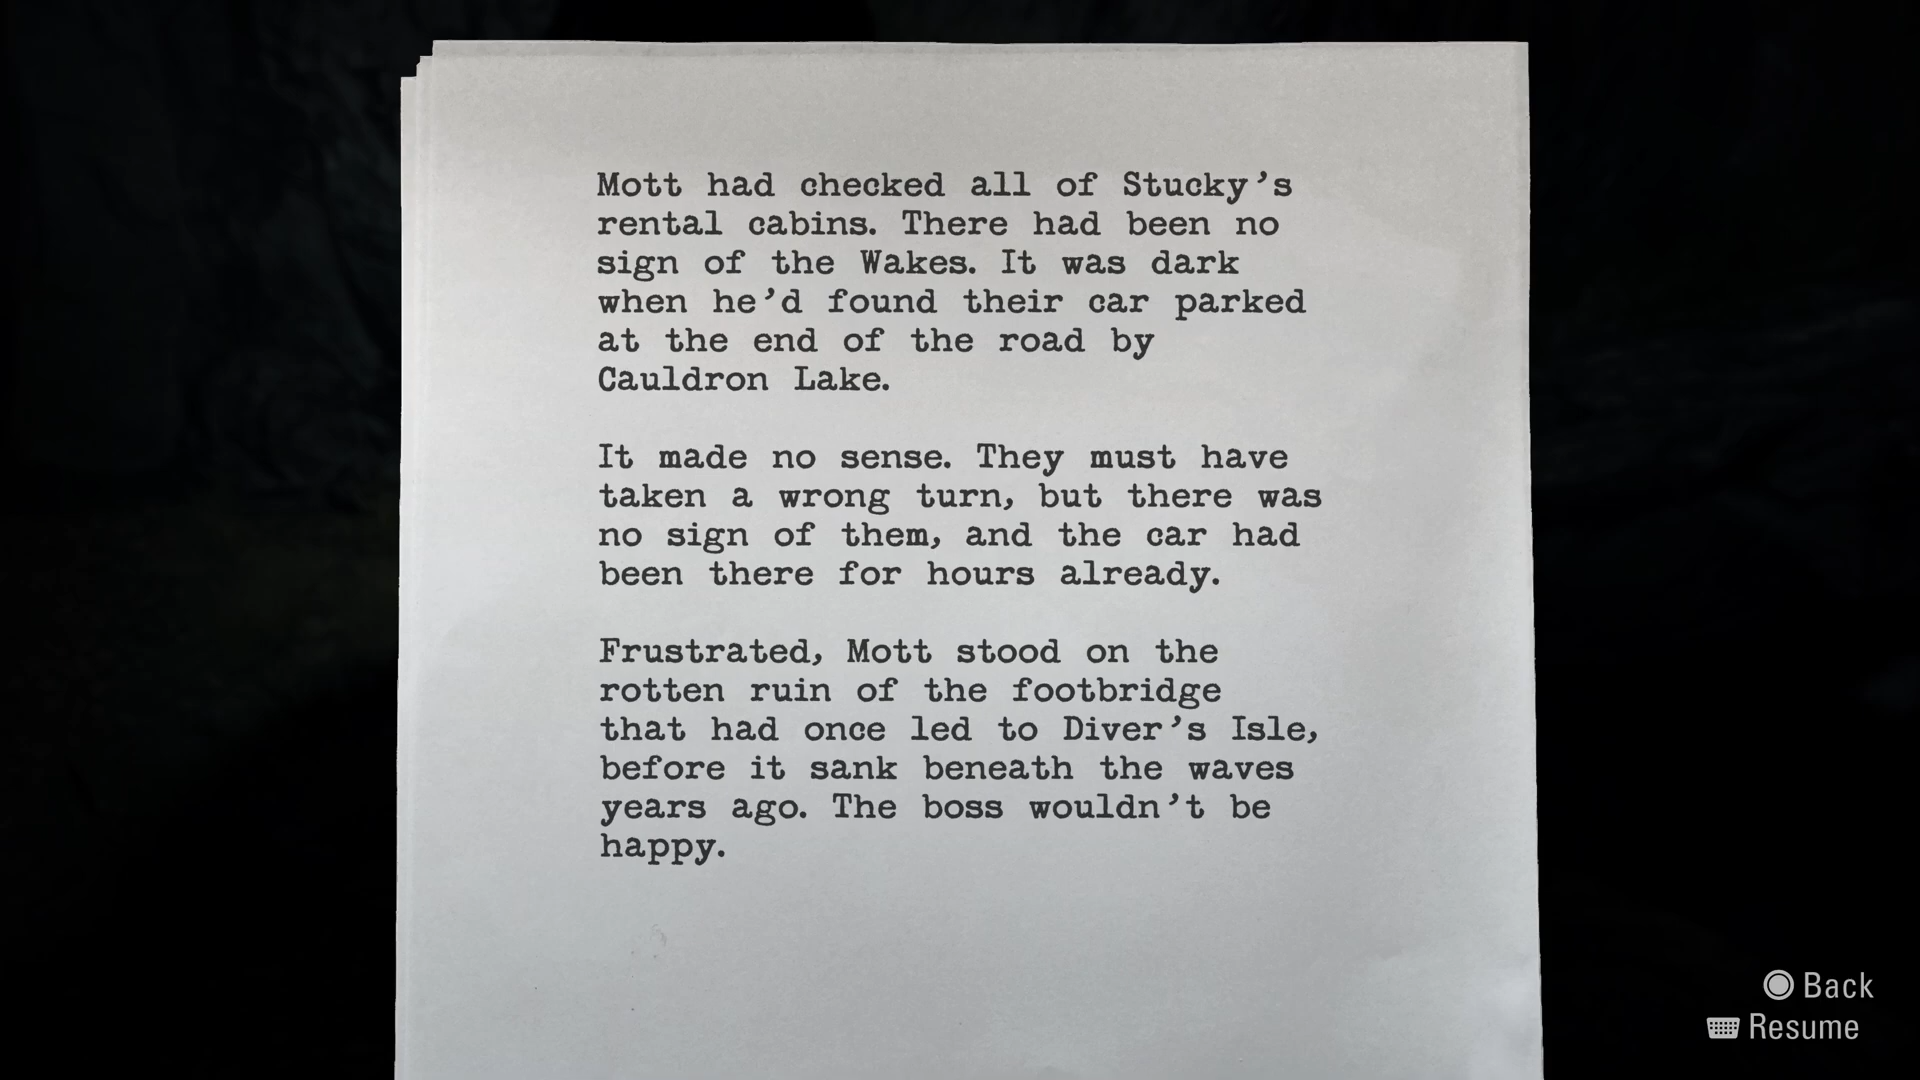 Mott had checked all of Stucky’s
rental cabins. There had been no
sign of the Wakes. It was dark
when he’d found their car parked
at the end of the road by
Cauldron Lake.
It made no sense. They must have
taken a wrong turn, but there was
no sign of them, and the car had
been there for hours already.
Frustrated, Mott stood on the
rotten ruin of the footbridge
that had once led to Diver’s Isle,
before it sank beneath the waves
years ago. The boss wouldn’t be
happy.
Back
Resume